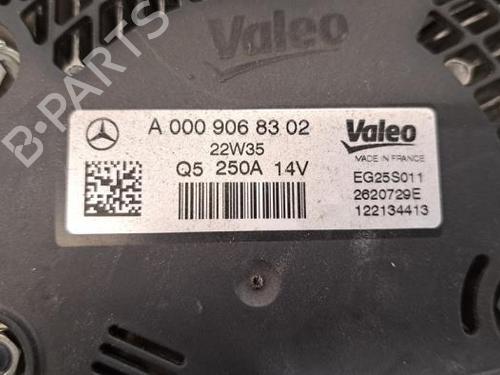 Valeo
A 000 906 83 02
22W35
Q5 250A 14V
Valeo
MADE IN FRANCE
EG25S011
2620729E
122134413
B-PARTS